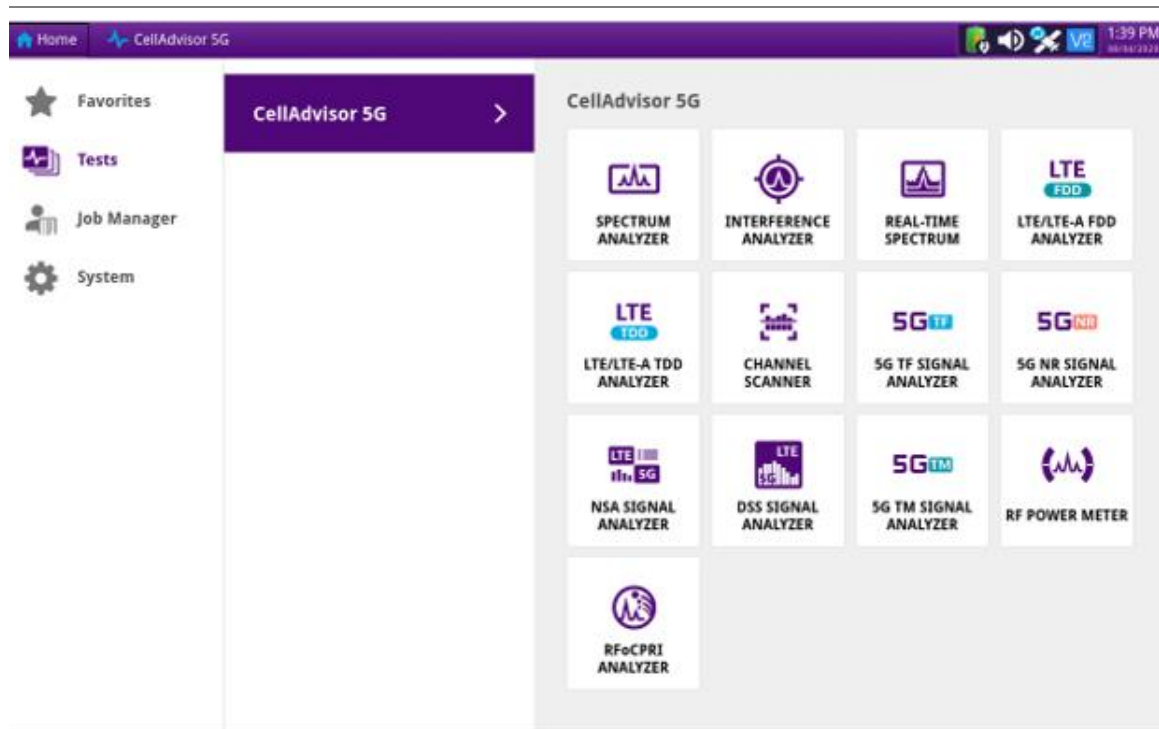 Home
CellAdvisor 5G
V2
1:39 PM
Favorites
Tests
Job Manager
System
CellAdvisor 5G
CellAdvisor 5G
SPECTRUM
ANALYZER
INTERFERENCE
ANALYZER
REAL-TIME
SPECTRUM
LTE
FDD
LTE/LTE-A FDD
ANALYZER
LTE
TDD
LTE/LTE-A TDD
ANALYZER
CHANNEL
SCANNER
5G TF
5G TF SIGNAL
ANALYZER
5G NR
5G NR SIGNAL
ANALYZER
LTE
5G
NSA SIGNAL
ANALYZER
LTE
5G
DSS SIGNAL
ANALYZER
5G TM
5G TM SIGNAL
ANALYZER
RF POWER METER
RFoCPRI
ANALYZER